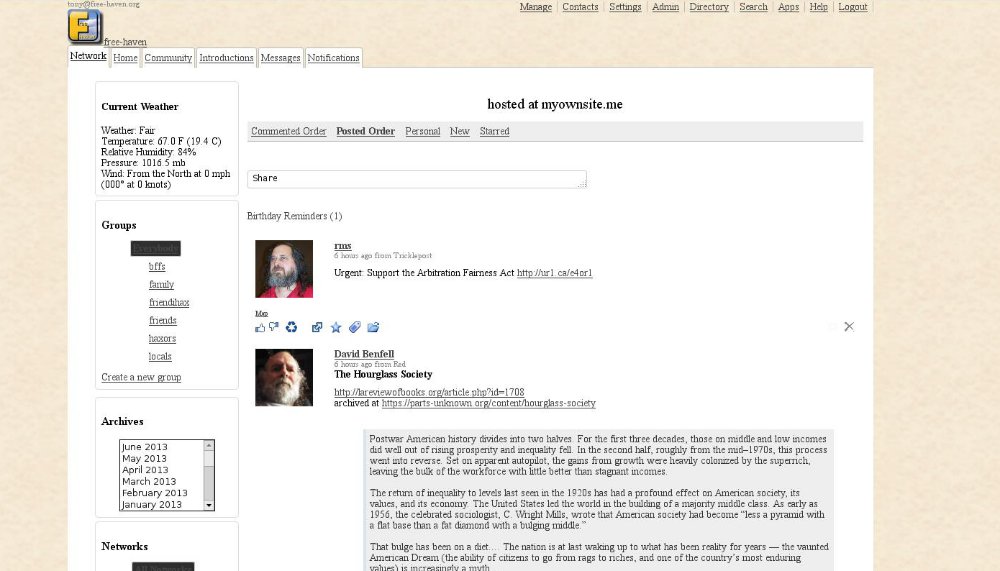 tony@free-haven.org
Manage Contacts Settings Admin Directory Search Apps Help Logout
free-haven
Network Home Community Introductions Messages Notifications
Current Weather
Weather: Fair
Temperature: 67.0 F (19.4 C)
Relative Humidity: 84%
Pressure: 1016.5 mb
Wind: From the North at 0 mph
(000° at 0 knots)
Groups
Everybody
bffs
family
friendihax
friends
haxors
locals
Create a new group
Archives
June 2013
May 2013
April 2013
March 2013
February 2013
January 2013
Networks
All Networks
hosted at myownsite.me
Commented Order Posted Order Personal New Starred
Share
Birthday Reminders (1)
rms
6 hours ago from Tricklepost
Urgent: Support the Arbitration Fairness Act http://ur1.ca/e4or1
Map
David Benfell
6 hours ago from Red
The Hourglass Society
http://lareviewofbooks.org/article.php?id=1708
archived at https://parts-unknown.org/content/hourglass-society
Postwar American history divides into two halves. For the first three decades, those on middle and low incomes
did well out of rising prosperity and inequality fell. In the second half, roughly from the mid–1970s, this process
went into reverse. Set on apparent autopilot, the gains from growth were heavily colonized by the superrich,
leaving the bulk of the workforce with little better than stagnant incomes.
The return of inequality to levels last seen in the 1920s has had a profound effect on American society, its
values, and its economy. The United States led the world in the building of a majority middle class. As early as
1956, the celebrated sociologist, C. Wright Mills, wrote that American society had become “less a pyramid with
a flat base than a fat diamond with a bulging middle.”
That bulge has been on a diet.… The nation is at last waking up to what has been reality for years — the vaunted
American Dream (the ability of citizens to go from rags to riches, and one of the country’s most enduring
values) is increasingly a myth